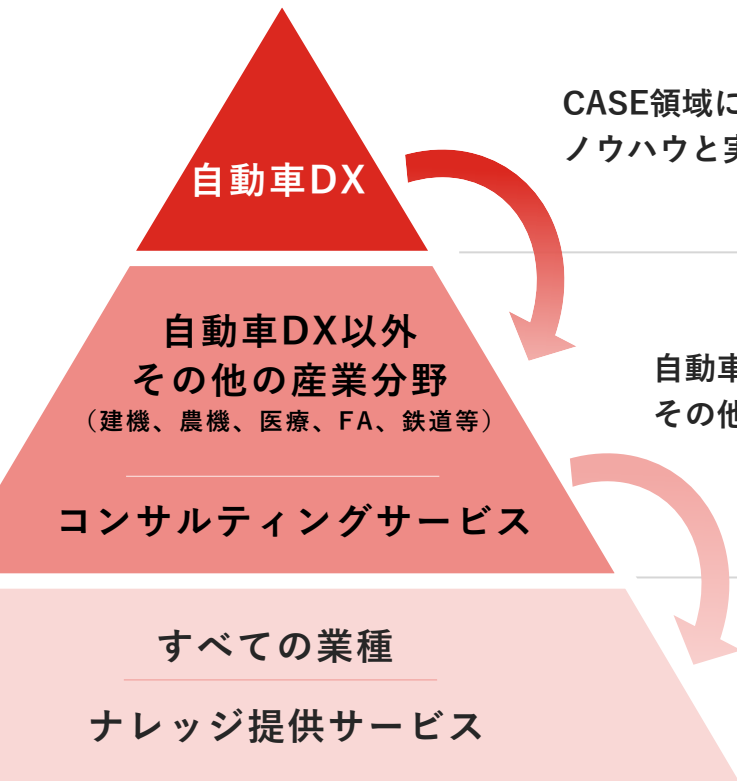 CASE領域に
ノウハウと実
自動車DX
自動車DX以外
その他の産業分野
（建機、農機、医療、FA、鉄道等）
コンサルティングサービス
自動車
その他
すべての業種
ナレッジ提供サービス